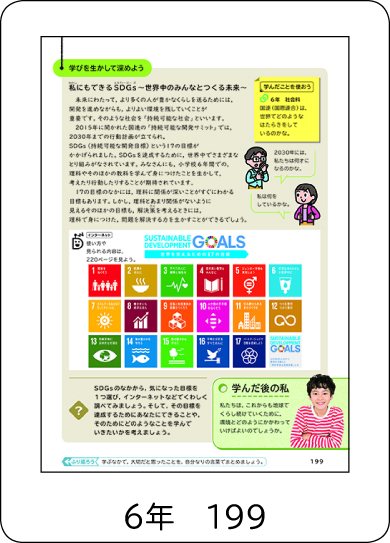 学びを生かして深めよう
私にもできるSDGs〜世界中のみんなとつくる未来〜
未来にわたって、より多くの人が豊かなくらしを送るためには、
開発を進めながらも、よりよい環境を残していくことが
重要です。そのような社会を「持続可能な社会」といいます。
2015年に開かれた国連の「持続可能な開発サミット」では、
2030年までの行動計画が立てられ、
SDGs（持続可能な開発目標）という17の目標が
かかげられました。SDGsを達成するために、世界中でさまざまな
とり組みがなされています。みなさんにも、小学校6年間での、
理科やそのほかの教科を学んで身につけたことを生かして、
考えたり行動したりすることが期待されています。
17の目標のなかには、理科に関係が深いことがすぐにわかる
目標もあります。しかし、理科とあまり関係がないように
見えるそのほかの目標も、解決策を考えるときには、
理科で身につけた、問題を解決する力を生かすことができるでしょう。
学んだことを使おう
6年 社会科
国連（国際連合）は、
世界でどのような
はたらきをして
いるのかな。
2030年には、
私たちは何才に
なるのかな。
私は何を
しているかな。
インターネット
使い方や
見られる内容は、
220ページを見よう。
SUSTAINABLE
DEVELOPMENT GOALS
1 2 3 4 5 6
7 8 9 10 11 12
13 14 15 16 17
SDGsのなかから、気になった目標を
1つ選び、インターネットなどでくわしく
調べてみましょう。そして、その目標を
達成するためにあなたにできることや、
そのためにどのようなことを学んで
いきたいかを考えましょう。
学んだ後の私
私たちは、これからも地球で
くらし続けていくために、
環境とどのようにかかわって
いけばよいのでしょうか。
ふり返ろう
学ぶなかで、大切だと思ったことを、自分なりの言葉でまとめましょう。
199
6年 199